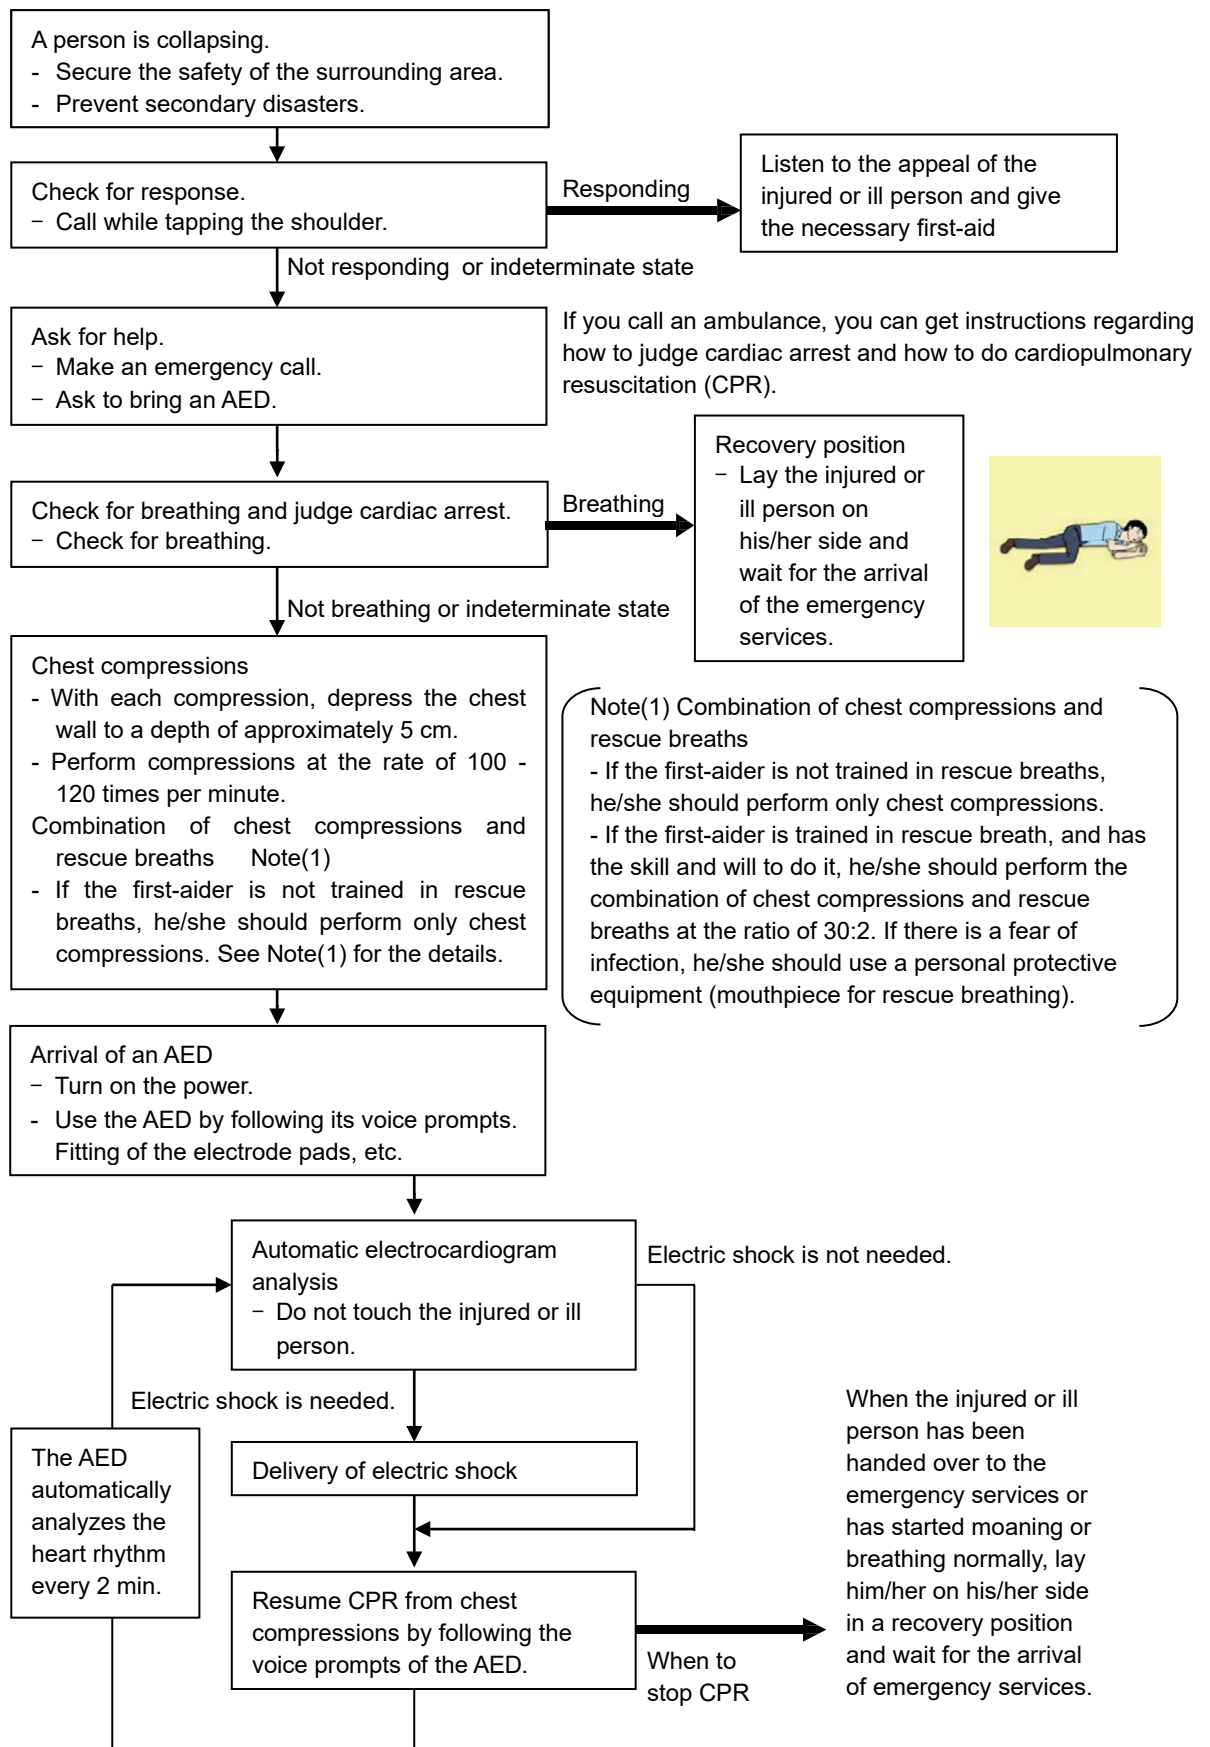 A person is collapsing.
- Secure the safety of the surrounding area.
- Prevent secondary disasters.
Check for response.
− Call while tapping the shoulder.
Responding
Listen to the appeal of the
injured or ill person and give
the necessary first-aid
Not responding or indeterminate state
Ask for help.
− Make an emergency call.
− Ask to bring an AED.
If you call an ambulance, you can get instructions regarding
how to judge cardiac arrest and how to do cardiopulmonary
resuscitation (CPR).
Check for breathing and judge cardiac arrest.
− Check for breathing.
Breathing
Recovery position
− Lay the injured or
ill person on
his/her side and
wait for the arrival
of the emergency
services.
Not breathing or indeterminate state
Chest compressions
- With each compression, depress the chest
wall to a depth of approximately 5 cm.
- Perform compressions at the rate of 100 -
120 times per minute.
Combination of chest compressions and
rescue breaths Note(1)
- If the first-aider is not trained in rescue
breaths, he/she should perform only chest
compressions. See Note(1) for the details.
Note(1) Combination of chest compressions and
rescue breaths
- If the first-aider is not trained in rescue breaths,
he/she should perform only chest compressions.
- If the first-aider is trained in rescue breath, and has
the skill and will to do it, he/she should perform the
combination of chest compressions and rescue
breaths at the ratio of 30:2. If there is a fear of
infection, he/she should use a personal protective
equipment (mouthpiece for rescue breathing).
Arrival of an AED
− Turn on the power.
- Use the AED by following its voice prompts.
Fitting of the electrode pads, etc.
Automatic electrocardiogram
analysis
− Do not touch the injured or ill
person.
Electric shock is not needed.
Electric shock is needed.
Delivery of electric shock
The AED
automatically
analyzes the
heart rhythm
every 2 min.
Resume CPR from chest
compressions by following the
voice prompts of the AED.
When to
stop CPR
When the injured or ill
person has been
handed over to the
emergency services or
has started moaning or
breathing normally, lay
him/her on his/her side
in a recovery position
and wait for the arrival
of emergency services.